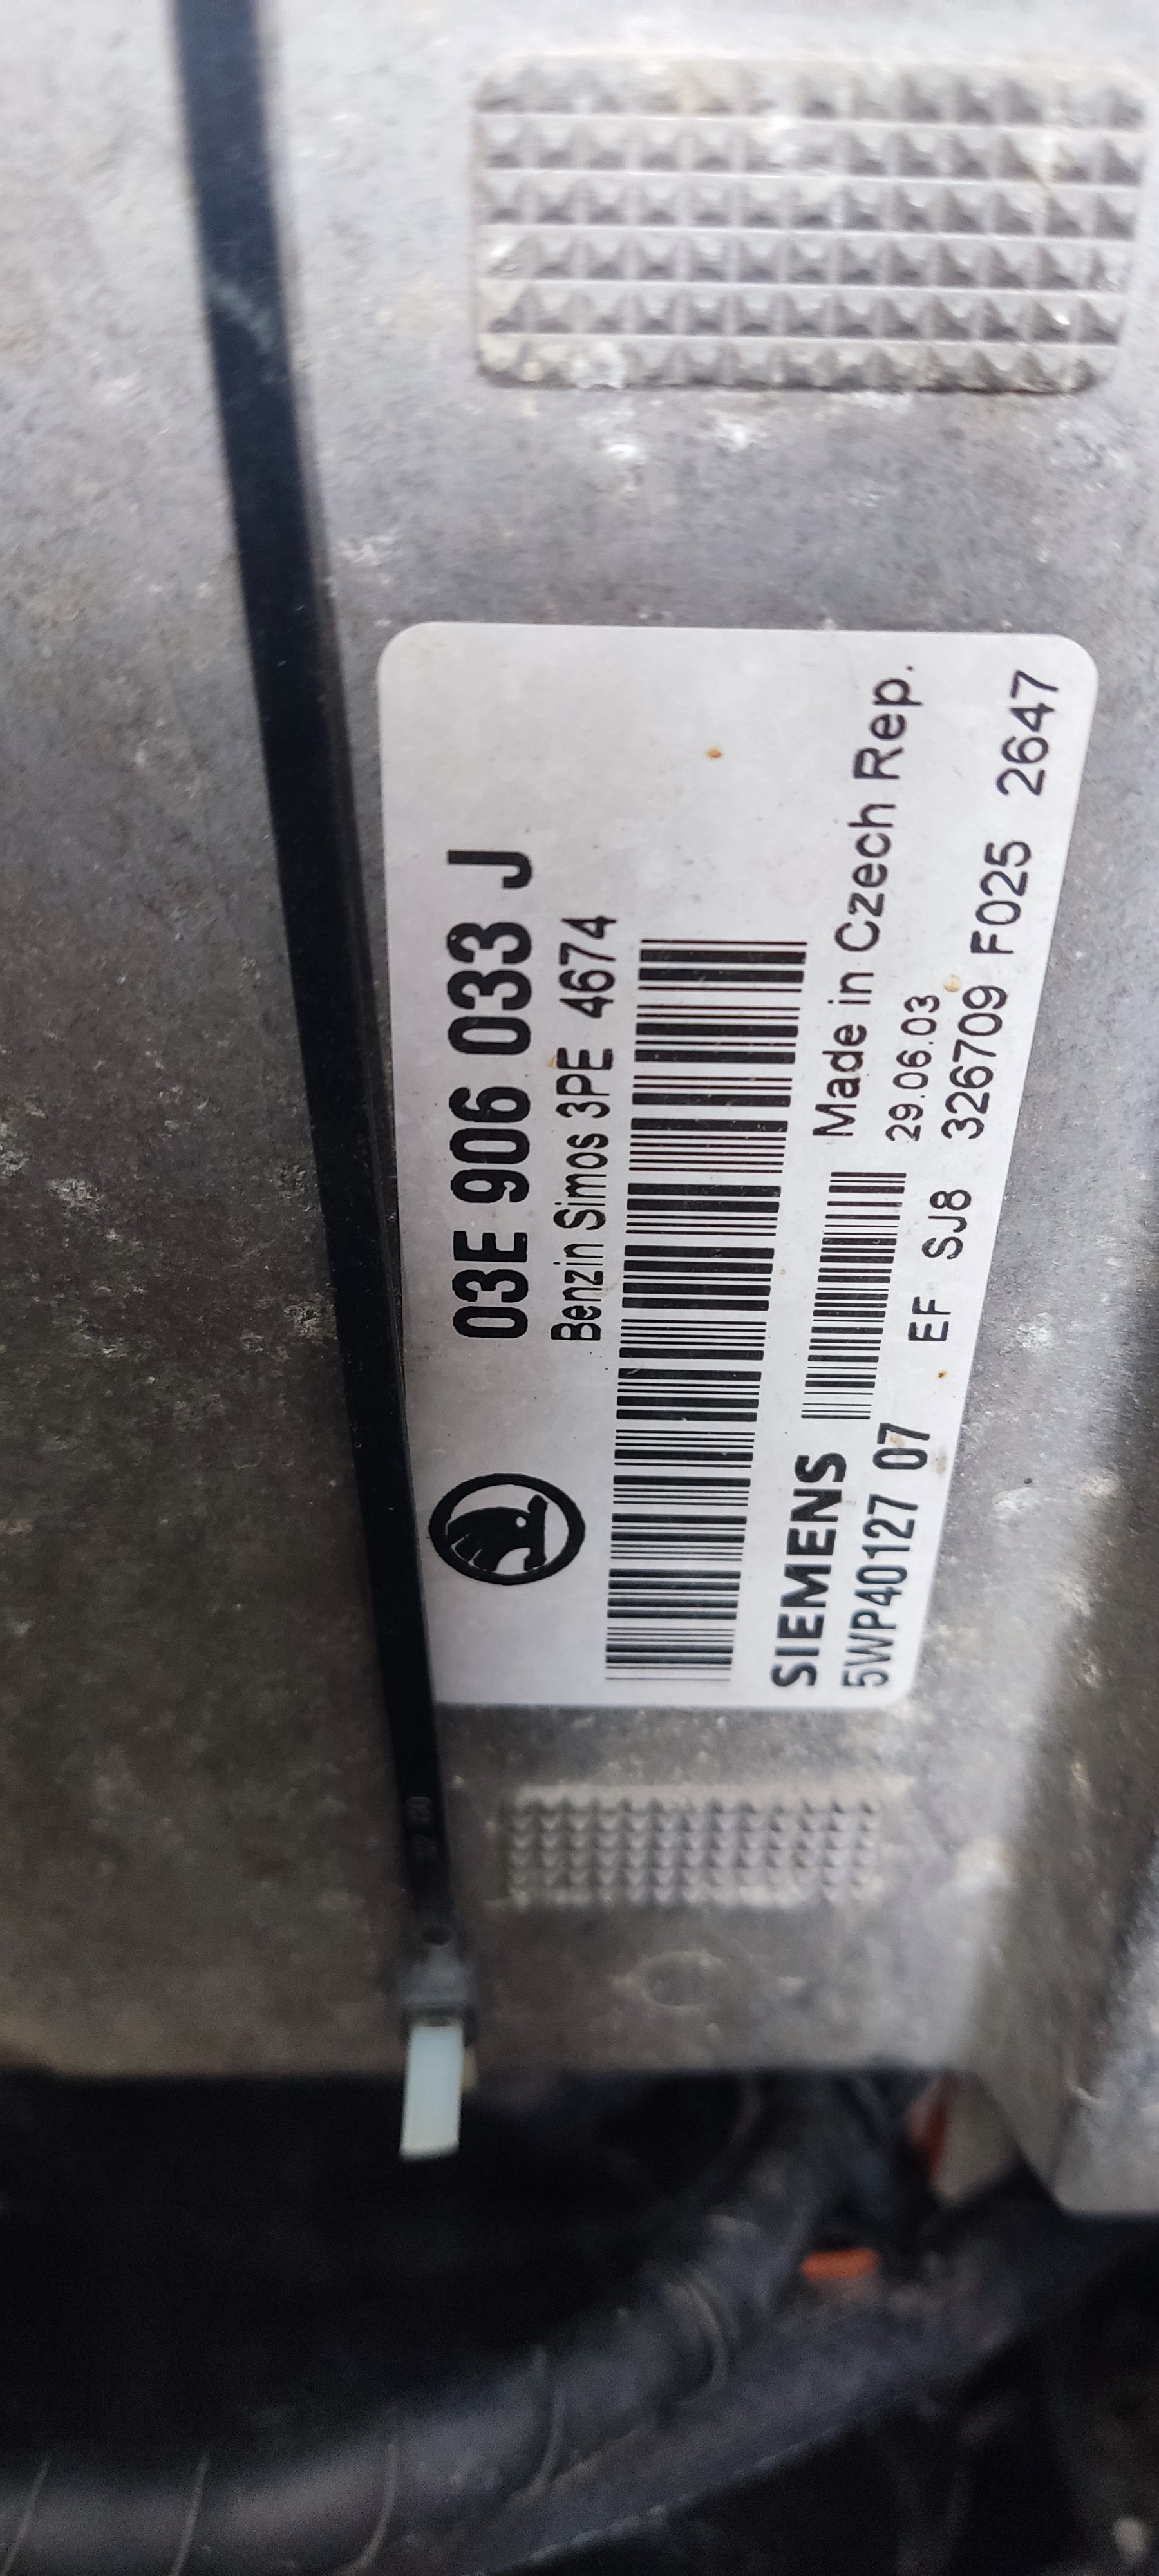 03E 906 033 J
Benzin Simos 3PE 4674
SIEMENS Made in Czech Rep.
29.06.03
5WP40127 07 EF SJ8 326709 F025 2647